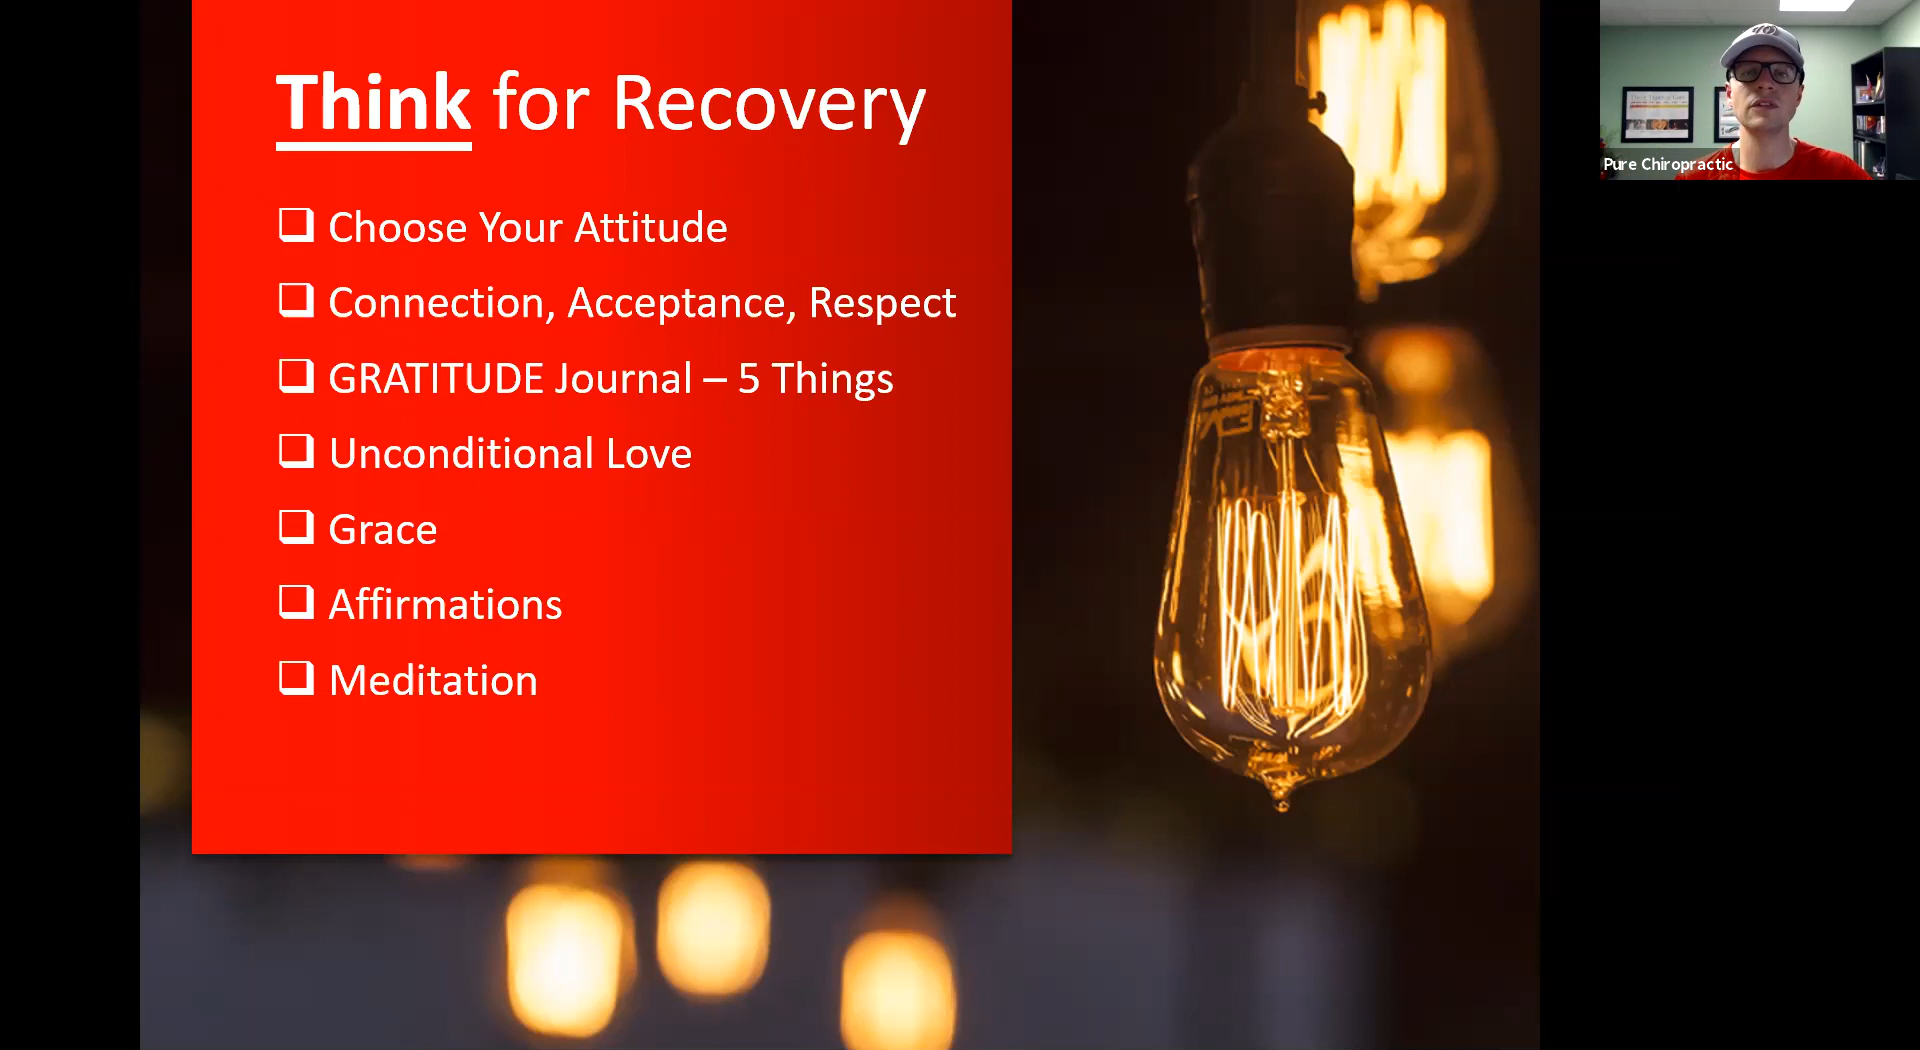 Think for Recovery
Choose Your Attitude
Connection, Acceptance, Respect
GRATITUDE Journal – 5 Things
Unconditional Love
Grace
Affirmations
Meditation
Pure Chiropractic